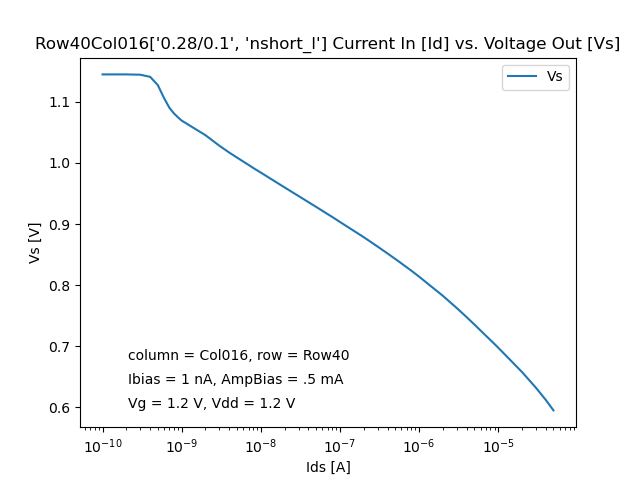 Row40Col016['0.28/0.1', 'nshort_l'] Current In [Id] vs. Voltage Out [Vs]
Vs
1.1
1.0
0.9
0.8
0.7
0.6
Vs [V]
column = Col016, row = Row40
Ibias = 1 nA, AmpBias = .5 mA
Vg = 1.2 V, Vdd = 1.2 V
10⁻¹⁰ 10⁻⁹ 10⁻⁸ 10⁻⁷ 10⁻⁶ 10⁻⁵
Ids [A]